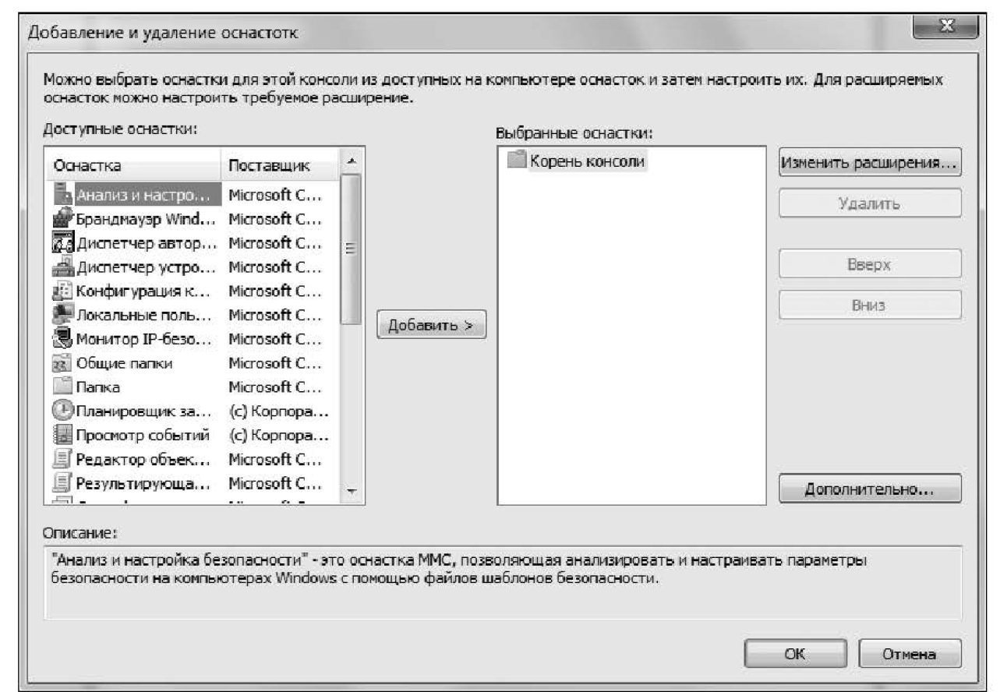 Добавление и удаление оснастотк
X
Можно выбрать оснастки для этой консоли из доступных на компьютере оснасток и затем настроить их. Для расширяемых
оснасток можно настроить требуемое расширение.
Доступные оснастки:
Оснастка Поставщик
Анализ и настро... Microsoft C...
Брандмауэр Wind... Microsoft C...
Диспетчер автор... Microsoft C...
Диспетчер устро... Microsoft C...
Конфигурация к... Microsoft C...
Локальные поль... Microsoft C...
Монитор IP-безо... Microsoft C...
Общие папки Microsoft C...
Папка Microsoft C...
Планировщик за... (c) Корпора...
Просмотр событий (c) Корпора...
Редактор объек... Microsoft C...
Результирующа... Microsoft C...
Добавить >
Выбранные оснастки:
Корень консоли
Изменить расширения...
Удалить
Вверх
Вниз
Дополнительно...
Описание:
"Анализ и настройка безопасности" - это оснастка MMC, позволяющая анализировать и настраивать параметры
безопасности на компьютерах Windows с помощью файлов шаблонов безопасности.
ОК Отмена